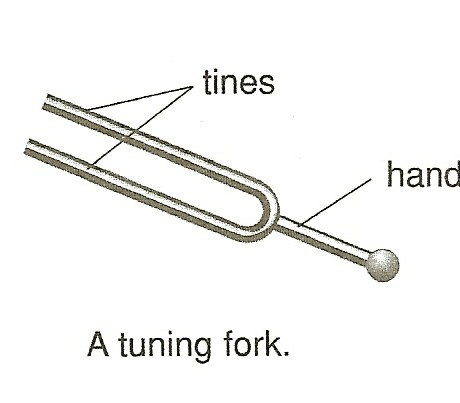 tines
hand
A tuning fork.